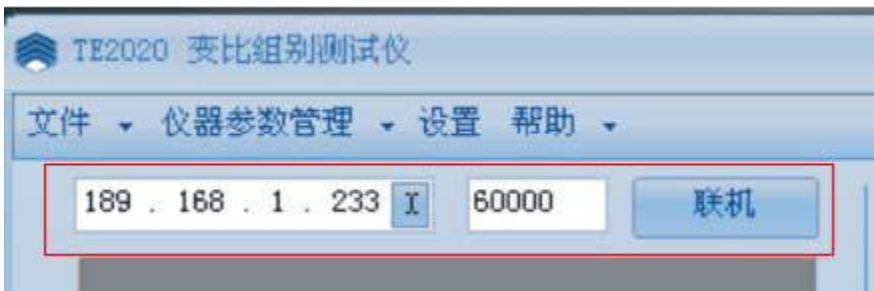 TE2020 变比组别测试仪
文件 仪器参数管理 设置 帮助
189 . 168 . 1 . 233 60000 联机